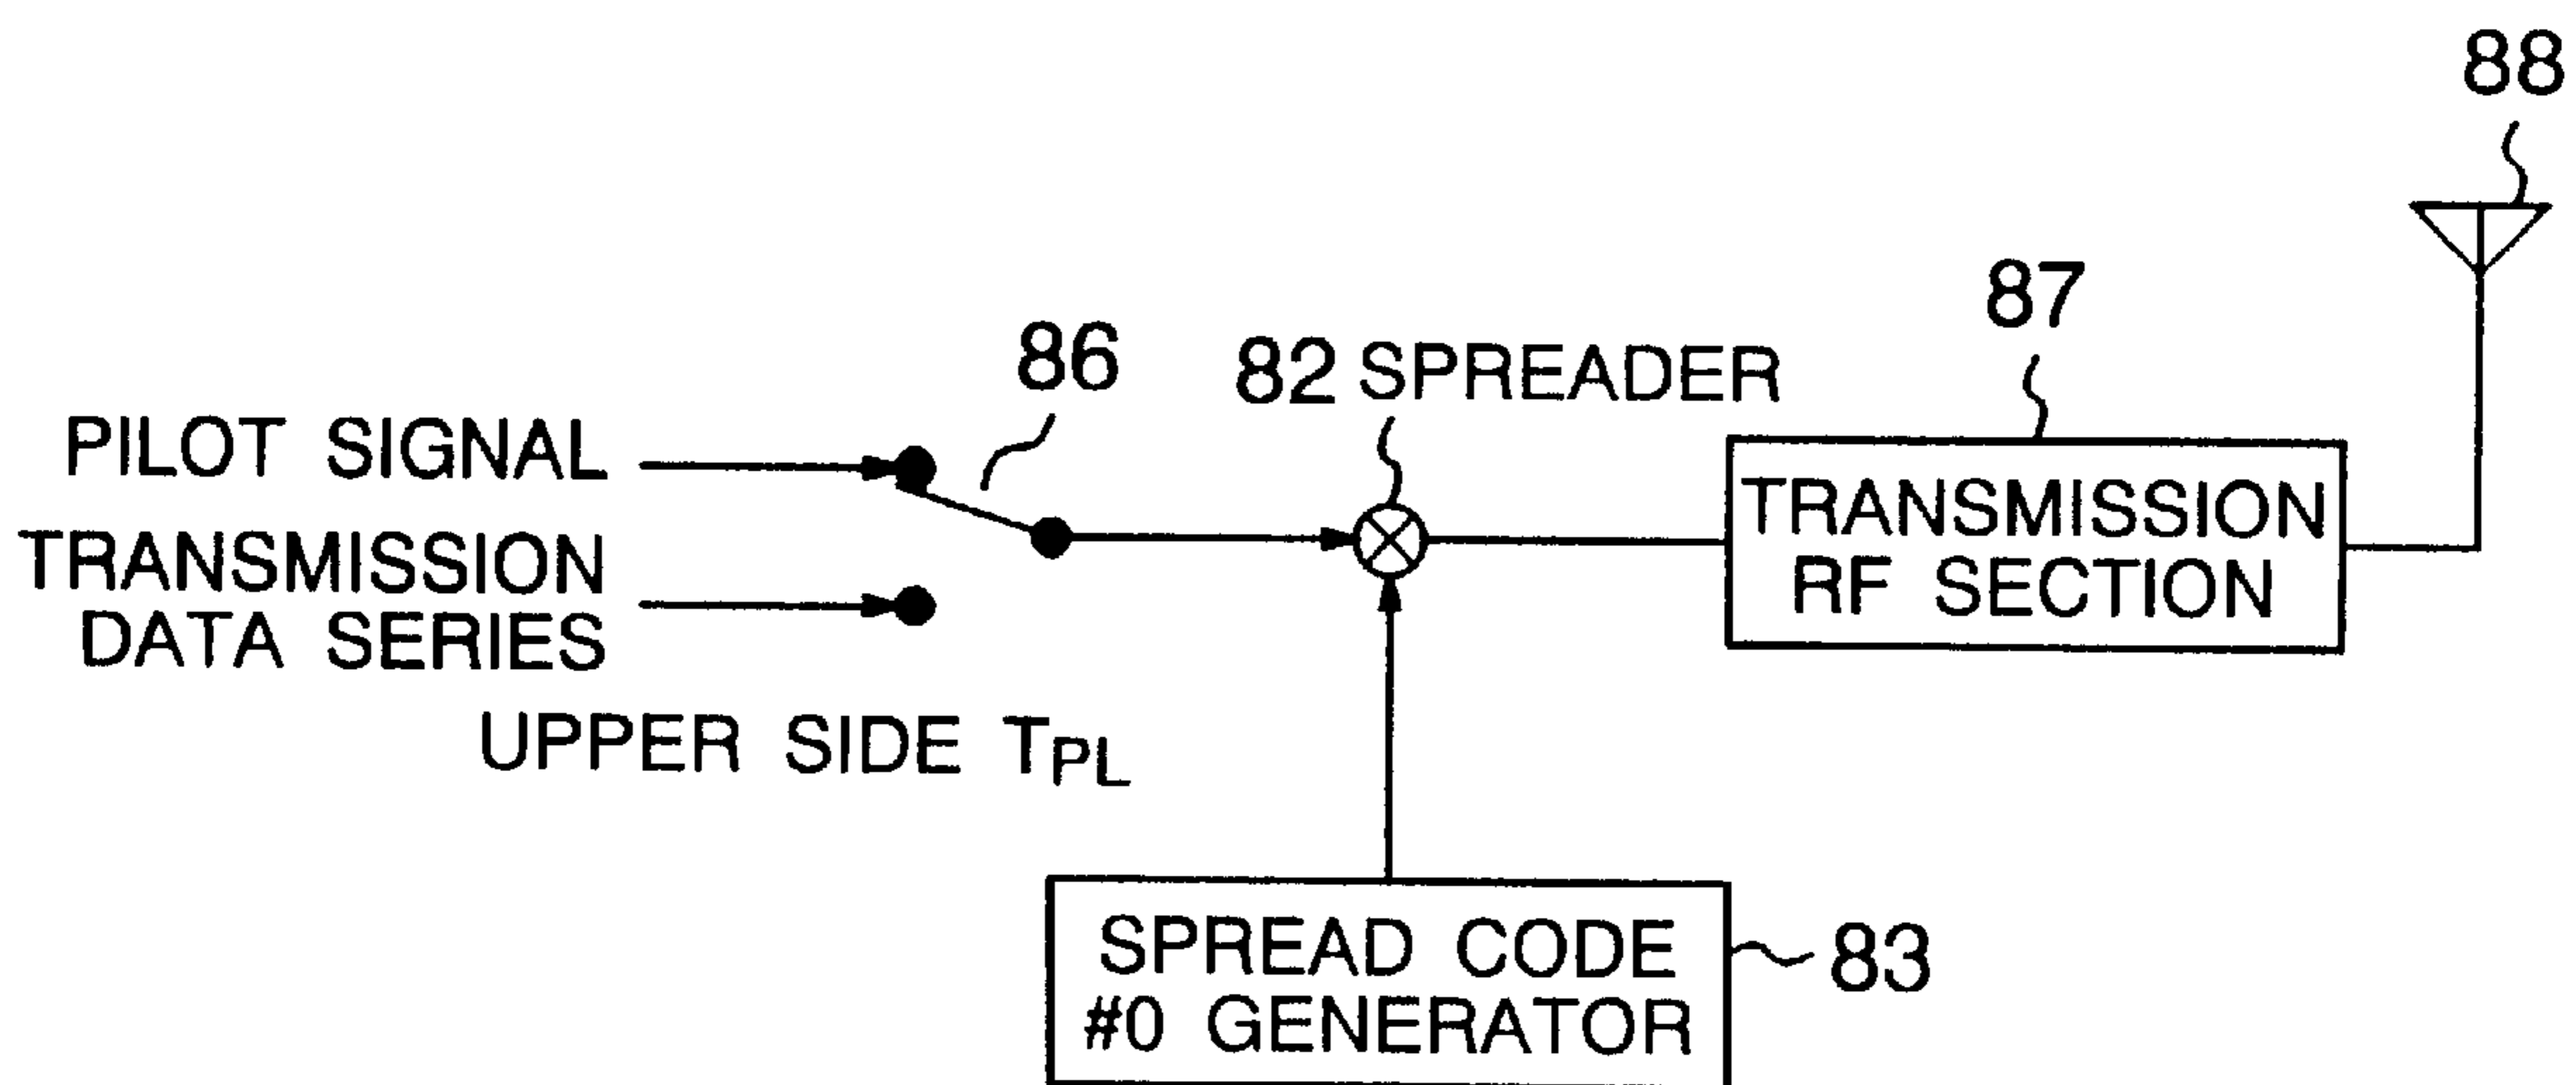 88
87
86
82 SPREADER
PILOT SIGNAL
TRANSMISSION
DATA SERIES
TRANSMISSION
RF SECTION
UPPER SIDE TPL
SPREAD CODE
#0 GENERATOR
83